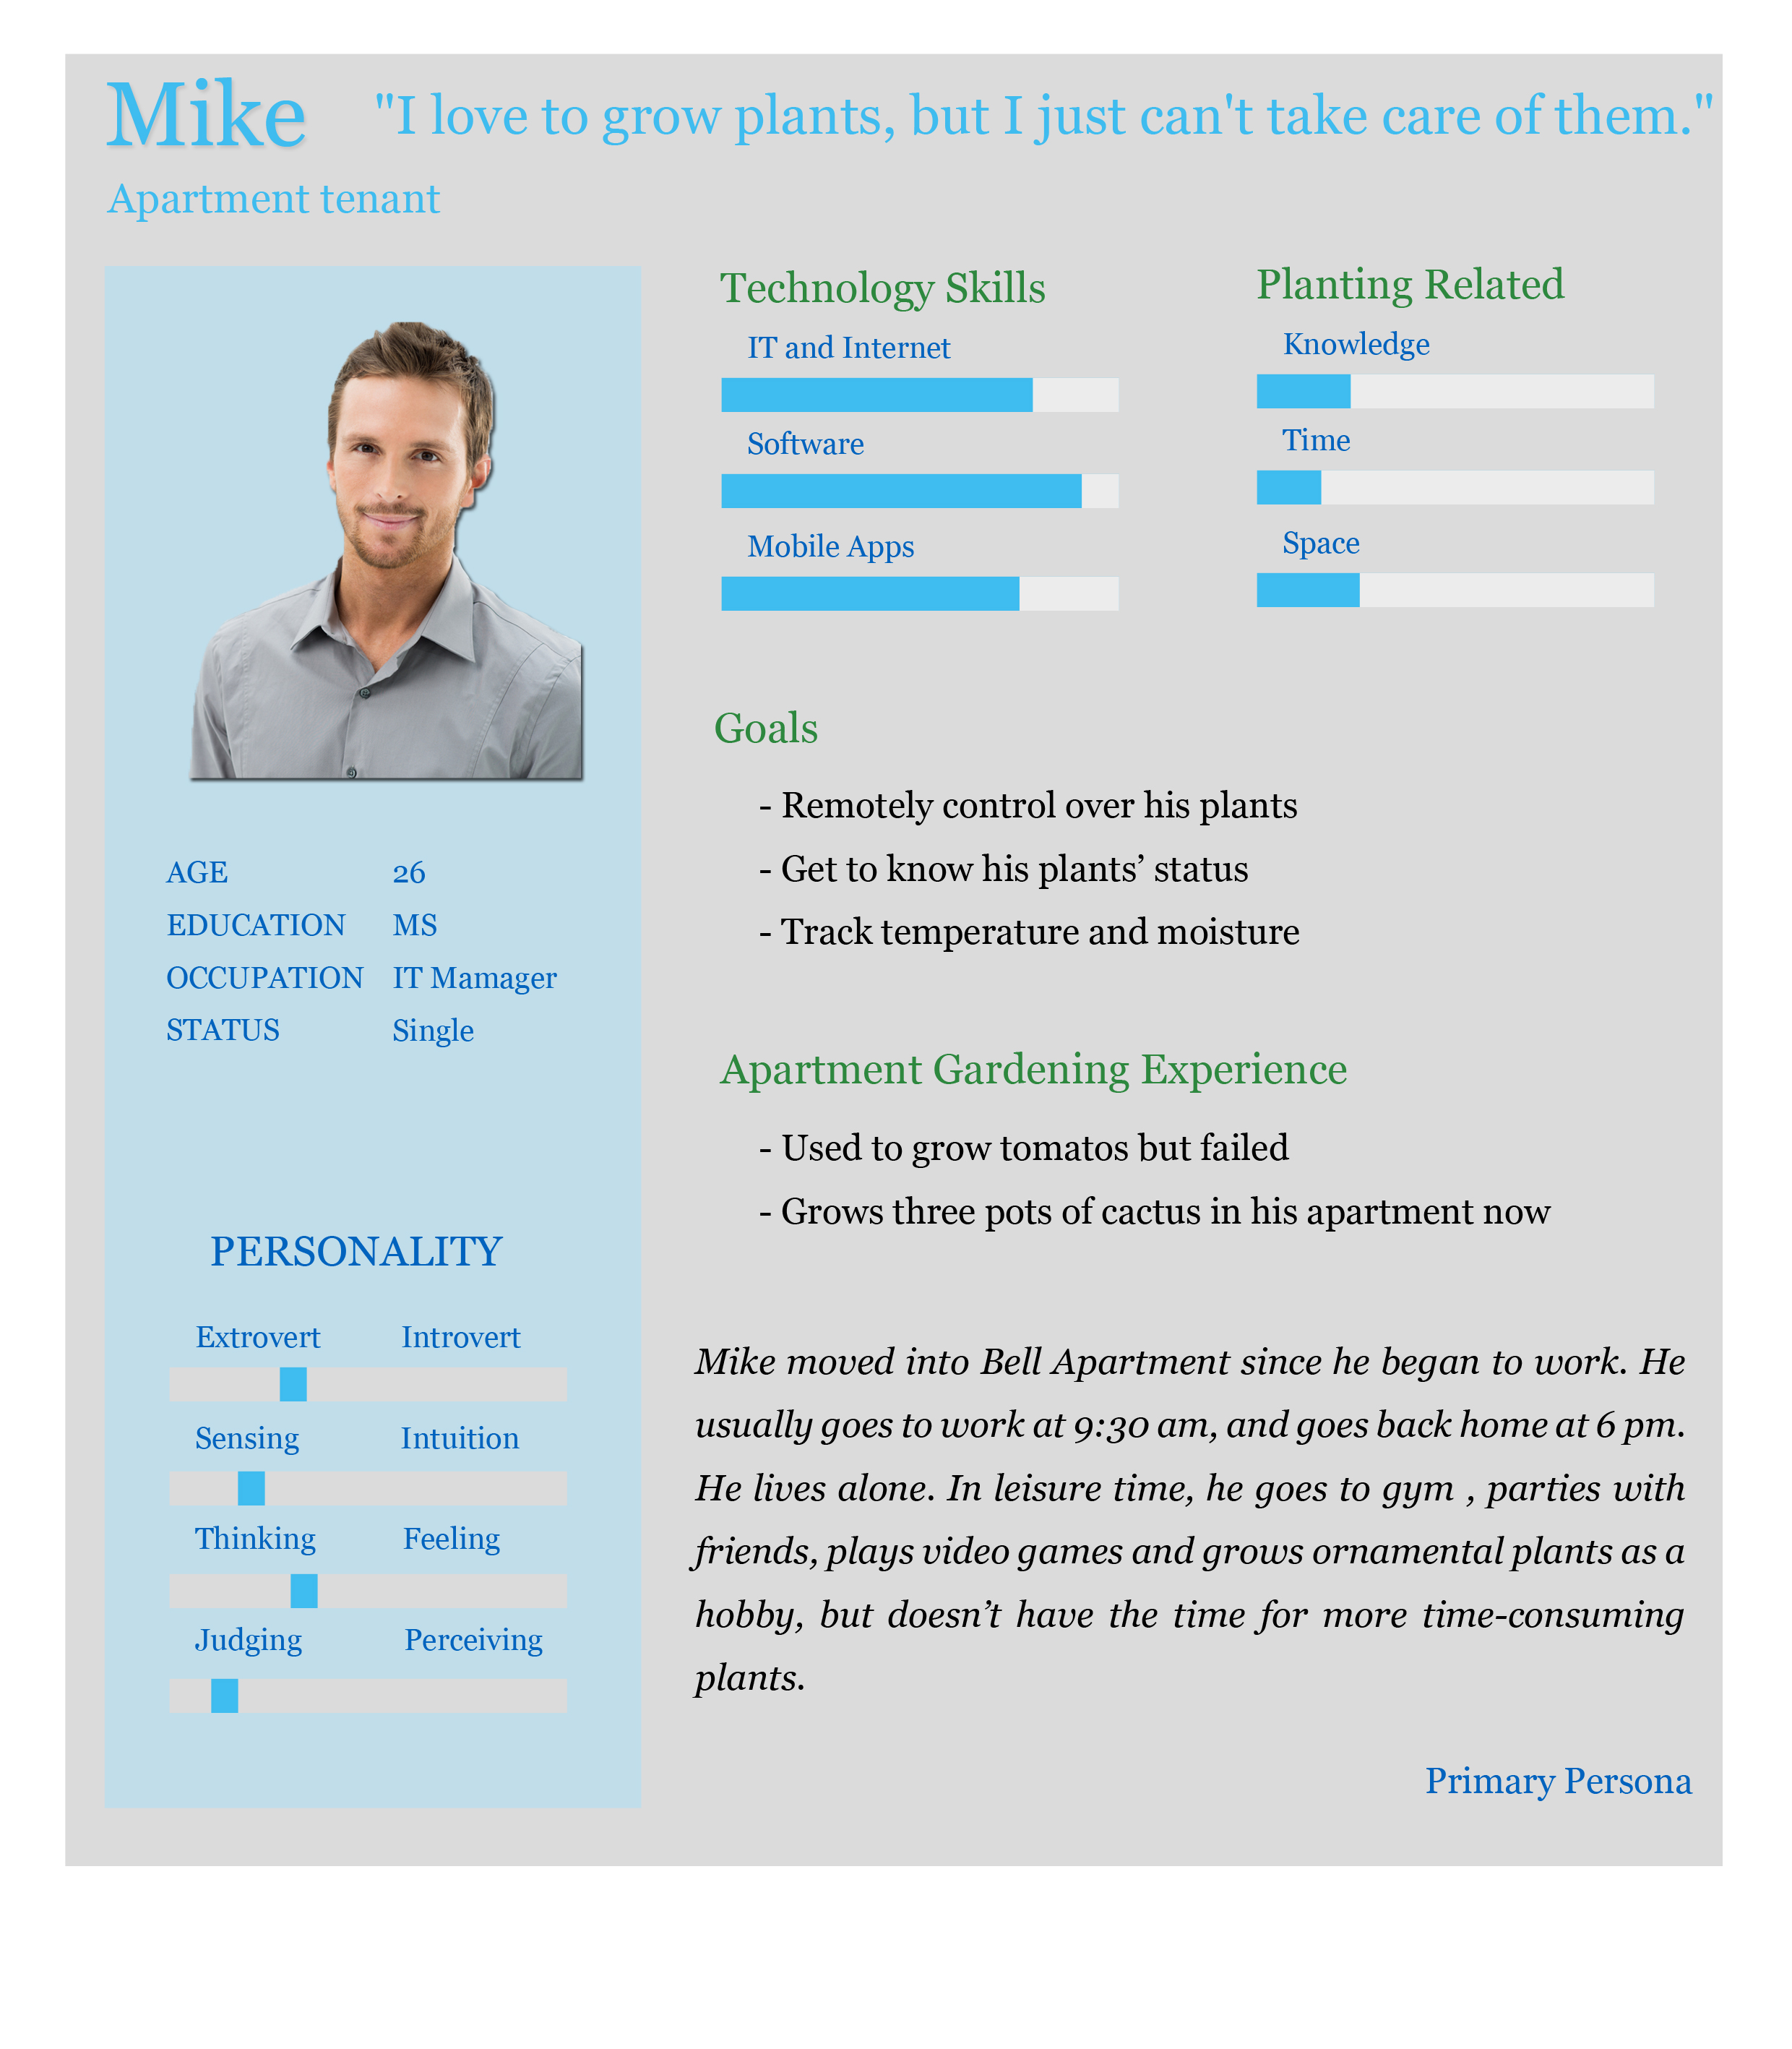 Mike
"I love to grow plants, but I just can't take care of them."
Apartment tenant
AGE 26
EDUCATION MS
OCCUPATION IT Mamager
STATUS Single
PERSONALITY
Extrovert Introvert
Sensing Intuition
Thinking Feeling
Judging Perceiving
Technology Skills
IT and Internet
Software
Mobile Apps
Planting Related
Knowledge
Time
Space
Goals
- Remotely control over his plants
- Get to know his plants’ status
- Track temperature and moisture
Apartment Gardening Experience
- Used to grow tomatos but failed
- Grows three pots of cactus in his apartment now
Mike moved into Bell Apartment since he began to work. He
usually goes to work at 9:30 am, and goes back home at 6 pm.
He lives alone. In leisure time, he goes to gym , parties with
friends, plays video games and grows ornamental plants as a
hobby, but doesn’t have the time for more time-consuming
plants.
Primary Persona